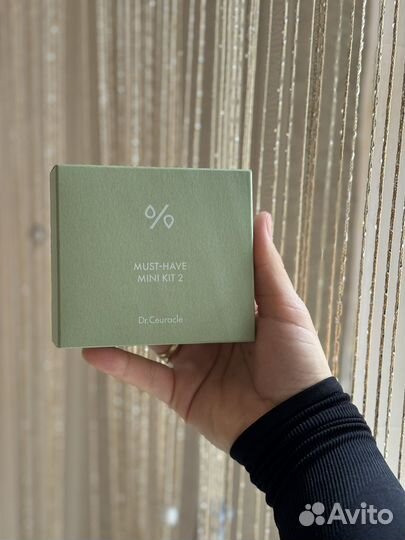 MUST-HAVE
MINI KIT 2
Dr.Ceuracle
Avito